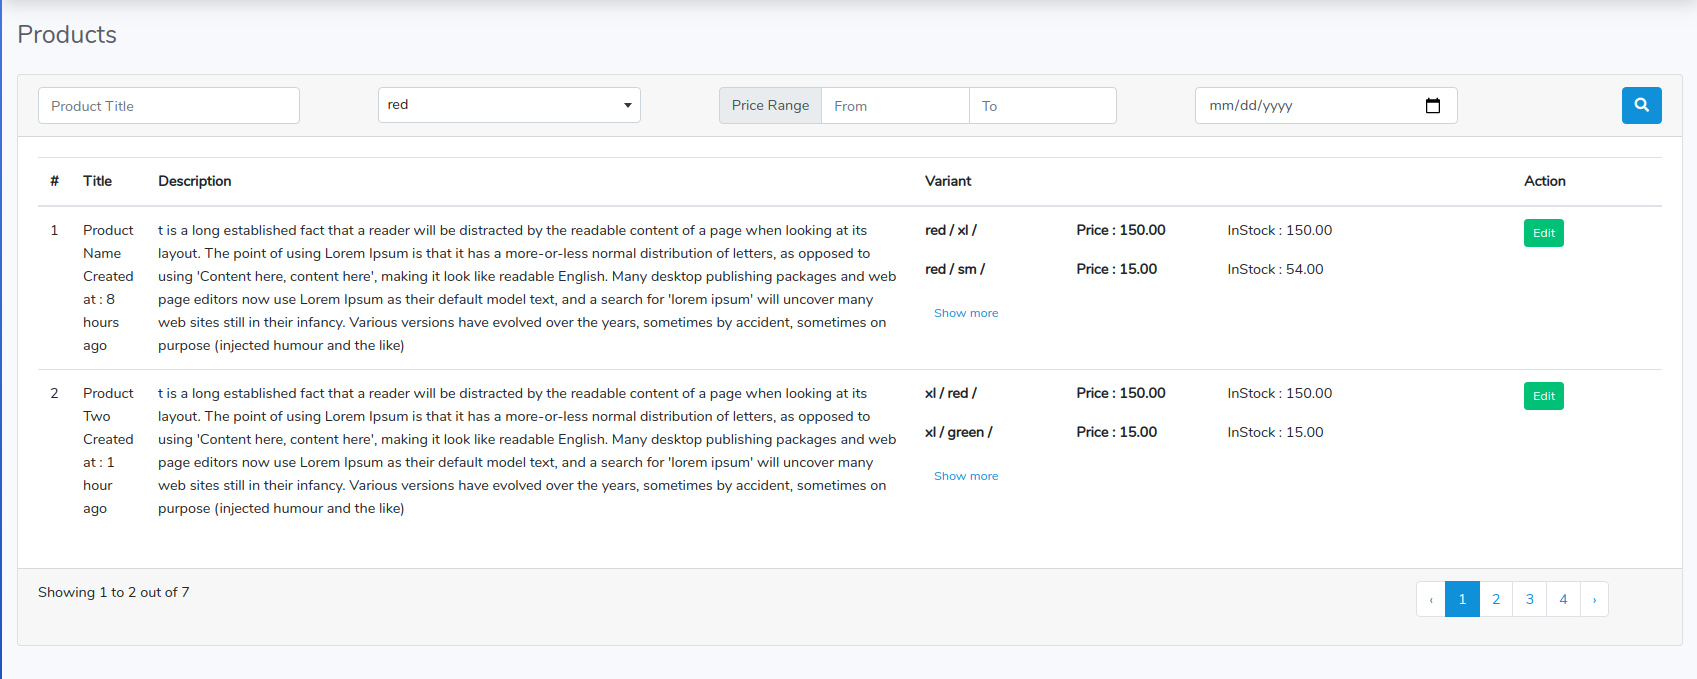 Products
Product Title
red
Price Range From To
mm/dd/yyyy
# Title Description Variant Action
1
Product
Name
Created
at : 8
hours
ago
t is a long established fact that a reader will be distracted by the readable content of a page when looking at its
layout. The point of using Lorem Ipsum is that it has a more-or-less normal distribution of letters, as opposed to
using 'Content here, content here', making it look like readable English. Many desktop publishing packages and web
page editors now use Lorem Ipsum as their default model text, and a search for 'lorem ipsum' will uncover many
web sites still in their infancy. Various versions have evolved over the years, sometimes by accident, sometimes on
purpose (injected humour and the like)
red / xl / Price : 150.00 InStock : 150.00
red / sm / Price : 15.00 InStock : 54.00
Show more
Edit
2
Product
Two
Created
at : 1
hour
ago
t is a long established fact that a reader will be distracted by the readable content of a page when looking at its
layout. The point of using Lorem Ipsum is that it has a more-or-less normal distribution of letters, as opposed to
using 'Content here, content here', making it look like readable English. Many desktop publishing packages and web
page editors now use Lorem Ipsum as their default model text, and a search for 'lorem ipsum' will uncover many
web sites still in their infancy. Various versions have evolved over the years, sometimes by accident, sometimes on
purpose (injected humour and the like)
xl / red / Price : 150.00 InStock : 150.00
xl / green / Price : 15.00 InStock : 15.00
Show more
Edit
Showing 1 to 2 out of 7
‹ 1 2 3 4 ›